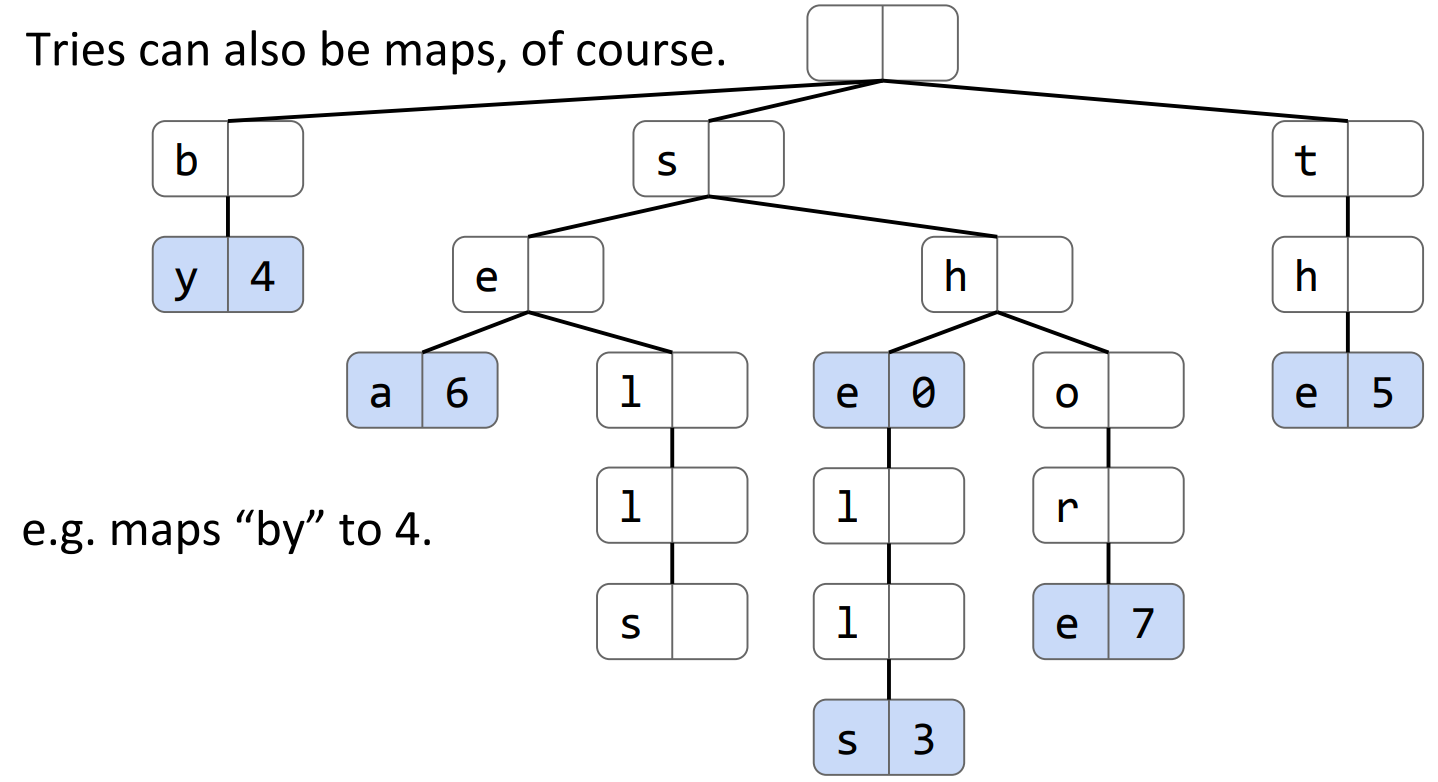 Tries can also be maps, of course.
b s t
y 4 e h h
a 6 l e 0 o e 5
l l r
e.g. maps “by” to 4.
s l e 7
s 3